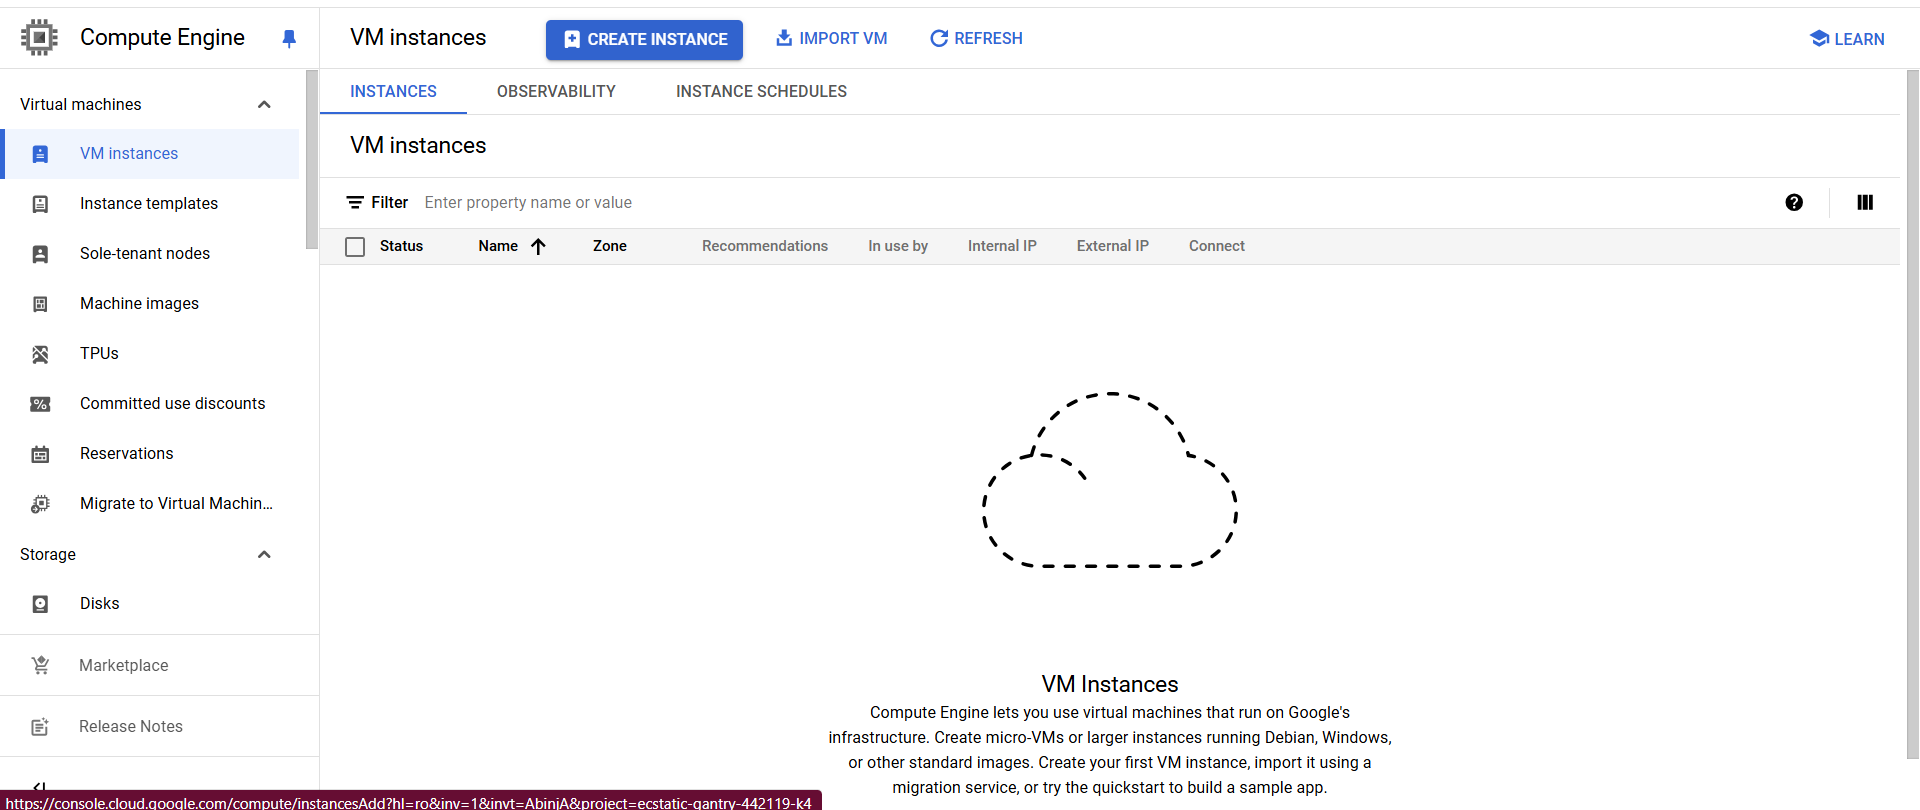 Compute Engine
VM instances
CREATE INSTANCE
IMPORT VM
REFRESH
LEARN
Virtual machines
VM instances
Instance templates
Sole-tenant nodes
Machine images
TPUs
Committed use discounts
Reservations
Migrate to Virtual Machin...
Storage
Disks
Marketplace
Release Notes
INSTANCES OBSERVABILITY INSTANCE SCHEDULES
VM instances
Filter Enter property name or value
Status Name Zone Recommendations In use by Internal IP External IP Connect
VM Instances
Compute Engine lets you use virtual machines that run on Google's
infrastructure. Create micro-VMs or larger instances running Debian, Windows,
or other standard images. Create your first VM instance, import it using a
migration service, or try the quickstart to build a sample app.
https://console.cloud.google.com/compute/instancesAdd?hl=ro&inv=1&invt=AbinjA&project=ecstatic-gantry-442119-k4